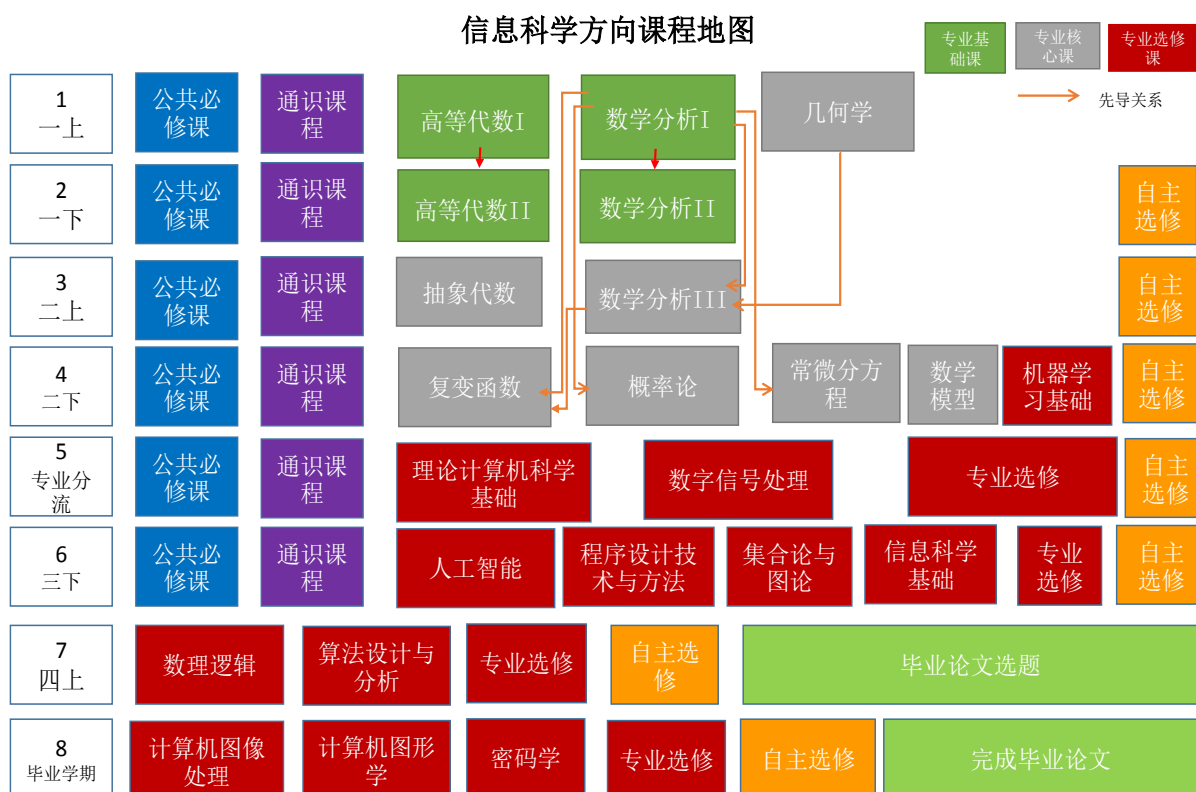 信息科学方向课程地图
专业基
础课
专业核
心课
专业选修
课
先导关系
1
一上
公共必
修课
通识课
程
高等代数I
数学分析I
几何学
2
一下
公共必
修课
通识课
程
高等代数II
数学分析II
自主
选修
3
二上
公共必
修课
通识课
程
抽象代数
数学分析III
自主
选修
4
二下
公共必
修课
通识课
程
复变函数
概率论
常微分方
程
数学
模型
机器学
习基础
自主
选修
5
专业分
流
公共必
修课
通识课
程
理论计算机科学
基础
数字信号处理
专业选修
自主
选修
6
三下
公共必
修课
通识课
程
人工智能
程序设计技
术与方法
集合论与
图论
信息科学
基础
专业
选修
自主
选修
7
四上
数理逻辑
算法设计与
分析
专业选修
自主选
修
毕业论文选题
8
毕业学期
计算机图像
处理
计算机图形
学
密码学
专业选修
自主选修
完成毕业论文